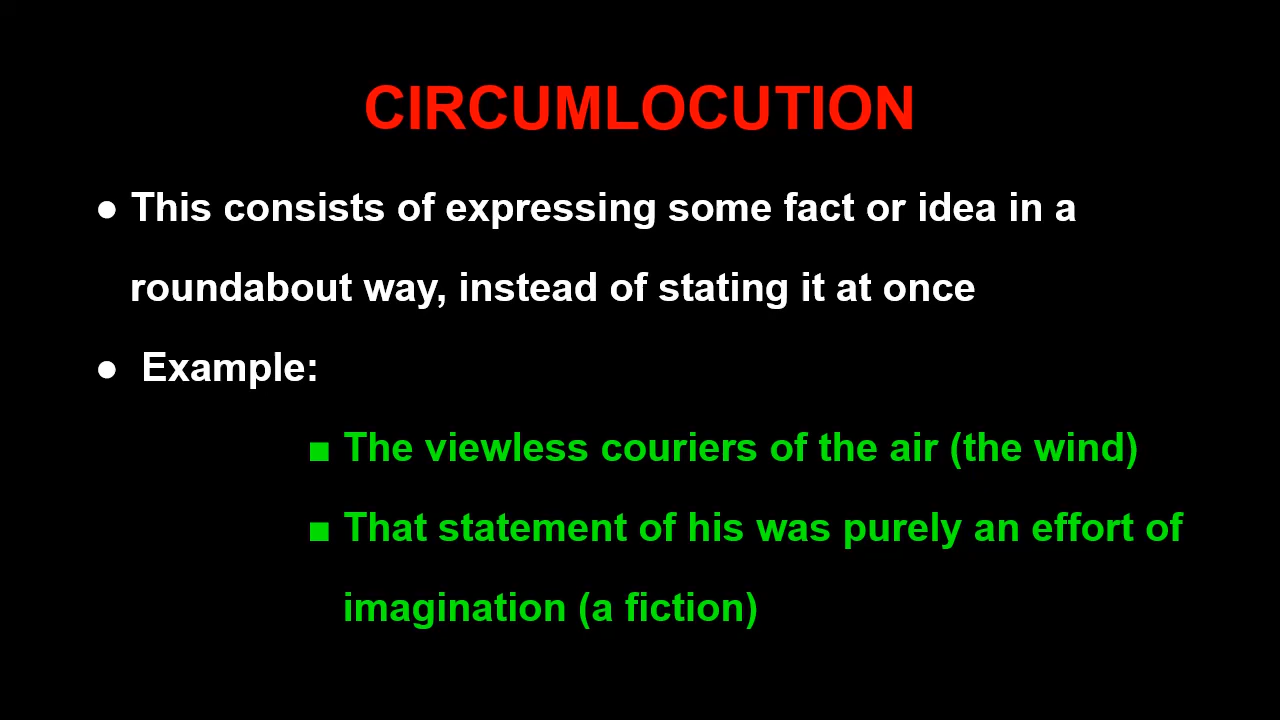 CIRCUMLOCUTION
● This consists of expressing some fact or idea in a
roundabout way, instead of stating it at once
● Example:
■ The viewless couriers of the air (the wind)
■ That statement of his was purely an effort of
imagination (a fiction)